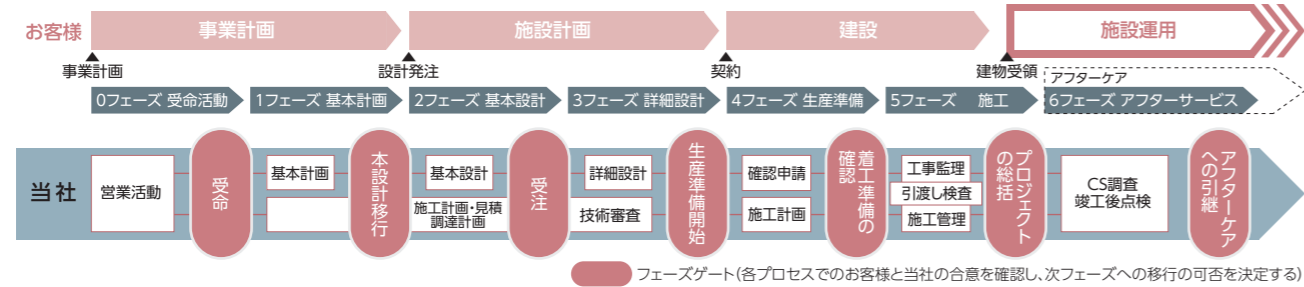 お客様
事業計画
施設計画
建設
施設運用
事業計画
設計発注
契約
建物受領
アフターケア
0フェーズ 受命活動
1フェーズ 基本計画
2フェーズ 基本設計
3フェーズ 詳細設計
4フェーズ 生産準備
5フェーズ 施工
6フェーズ アフターサービス
当社
営業活動
受命
基本計画
本設計移行
基本設計
施工計画・見積
調達計画
受注
詳細設計
技術審査
生産準備開始
確認申請
施工計画
着工準備の
確認
工事監理
引渡し検査
施工管理
プロジェクト
の総括
CS調査
竣工後点検
アフターケア
への引継
フェーズゲート(各プロセスでのお客様と当社の合意を確認し、次フェーズへの移行の可否を決定する)